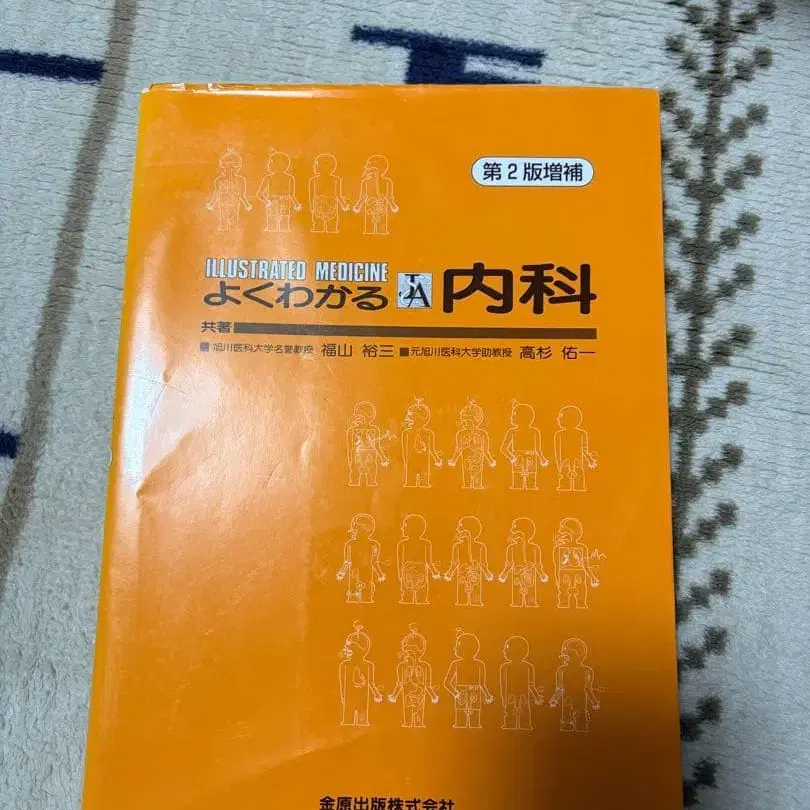 第2版増補
ILLUSTRATED MEDICINE
よくわかる 内科
共著
旭川医科大学名誉教授 福山 裕三 ■元旭川医科大学助教授 高杉 佑一
金原出版株式会社